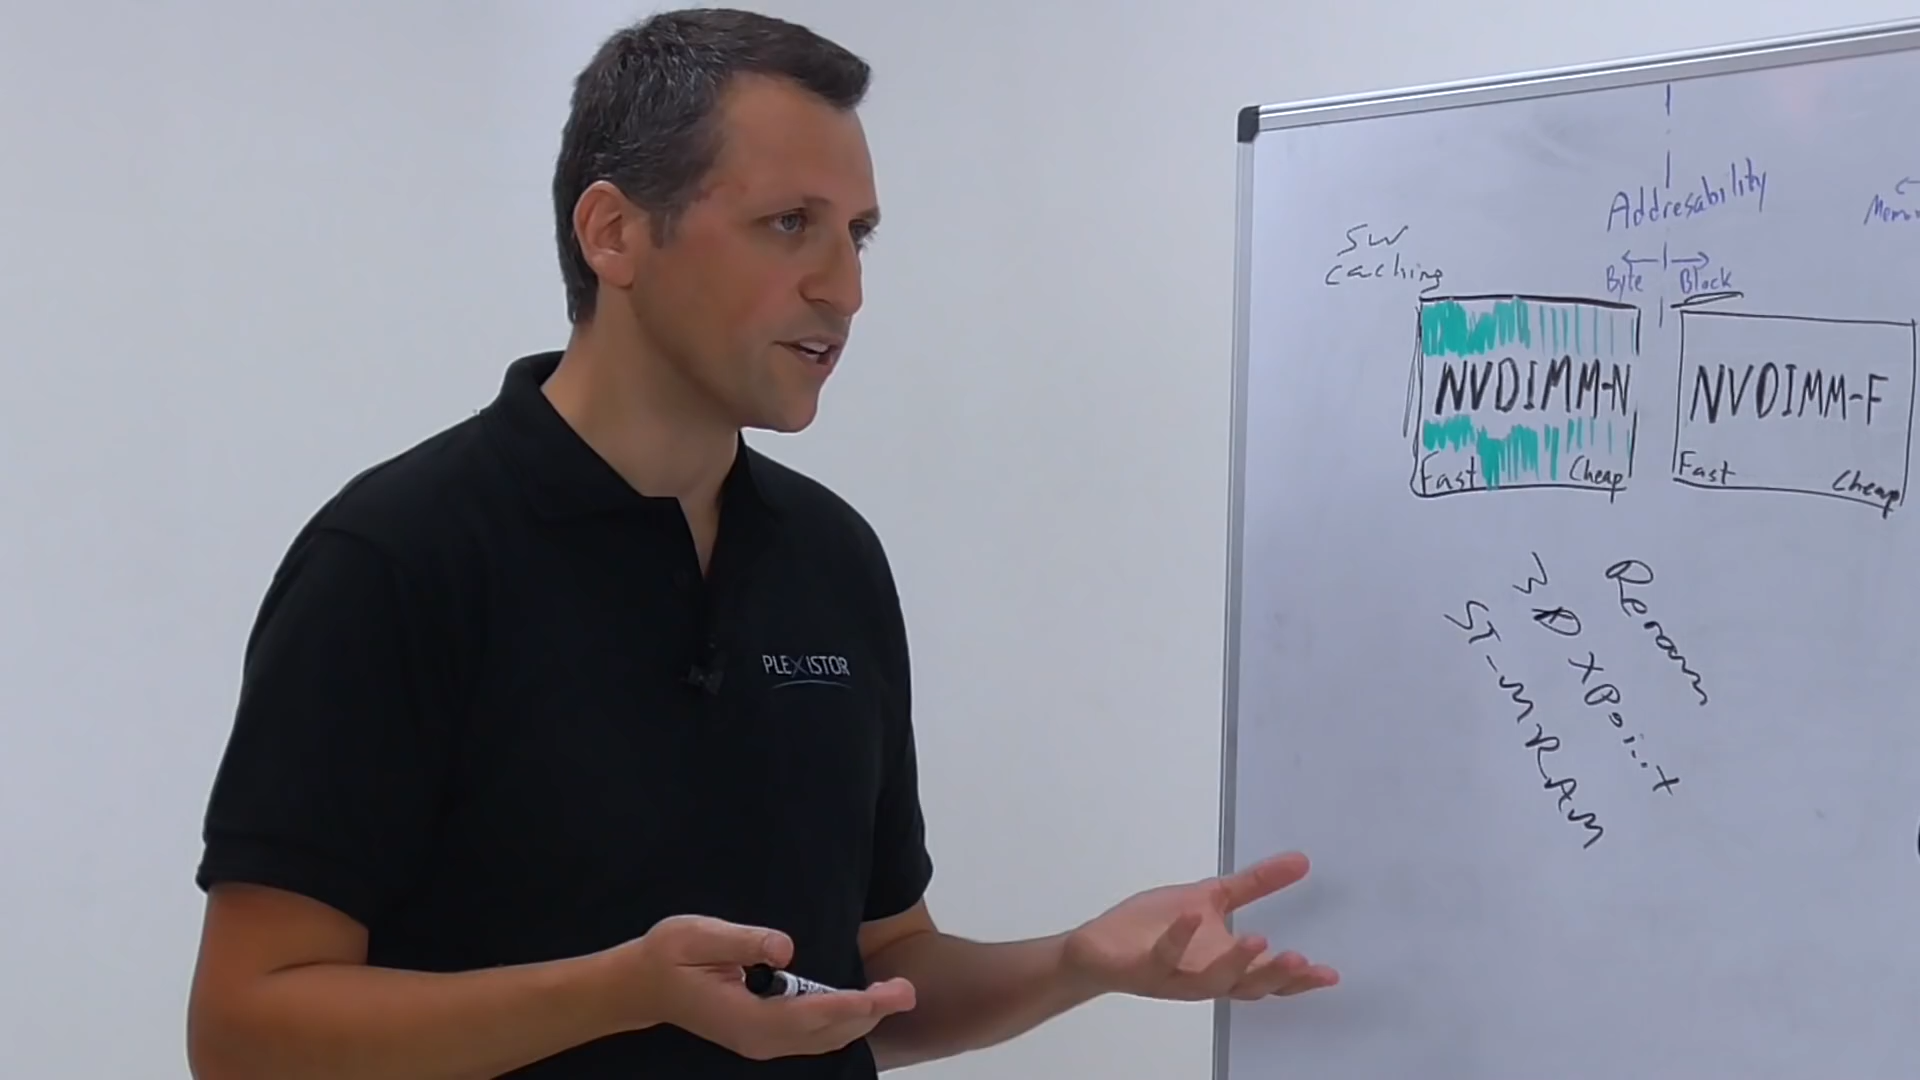 Addresability
SW
caching
Byte
Block
NVDIMM-N
Fast
Cheap
NVDIMM-F
Fast
Cheap
Reram
3D XPoint
ST-MRAM
PLEXISTOR